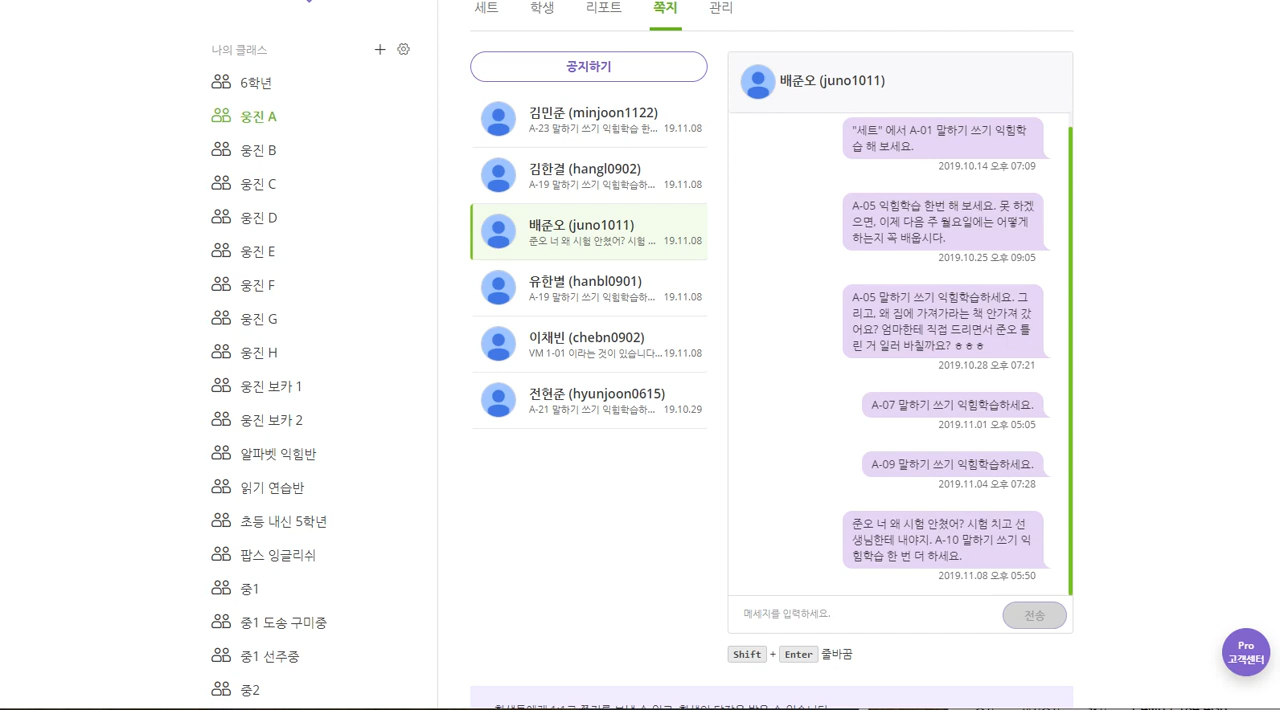 세트 학생 리포트 쪽지 관리
나의 클래스
6학년
웅진 A
웅진 B
웅진 C
웅진 D
웅진 E
웅진 F
웅진 G
웅진 H
웅진 보카 1
웅진 보카 2
알파벳 익힘반
읽기 연습반
초등 내신 5학년
팝스 잉글리쉬
중1
중1 도송 구미중
중1 선주중
중2
공지하기
김민준 (minjoon1122)
A-23 말하기 쓰기 익힘학습 한... 19.11.08
김한결 (hangl0902)
A-19 말하기 쓰기 익힘학습하... 19.11.08
배준오 (juno1011)
준오 너 왜 시험 안쳤어? 시험 ... 19.11.08
유한별 (hanbl0901)
A-19 말하기 쓰기 익힘학습하... 19.11.08
이채빈 (chebn0902)
VM 1-01 이라는 것이 있습니다... 19.11.08
전현준 (hyunjoon0615)
A-21 말하기 쓰기 익힘학습하... 19.10.29
배준오 (juno1011)
"세트" 에서 A-01 말하기 쓰기 익힘학
습 해 보세요.
2019.10.14 오후 07:09
A-05 익힘학습 한번 해 보세요. 못 하겠
으면, 이제 다음 주 월요일에는 어떻게
하는지 꼭 배웁시다.
2019.10.25 오후 09:05
A-05 말하기 쓰기 익힘학습하세요. 그
리고, 왜 집에 가져가라는 책 안가져 갔
어요? 엄마한테 직접 드리면서 준오 틀
린 거 일러 바칠까요? ㅎㅎㅎ
2019.10.28 오후 07:21
A-07 말하기 쓰기 익힘학습하세요.
2019.11.01 오후 05:05
A-09 말하기 쓰기 익힘학습하세요.
2019.11.04 오후 07:28
준오 너 왜 시험 안쳤어? 시험 치고 선
생님한테 내야지. A-10 말하기 쓰기 익
힘학습 한 번 더 하세요.
2019.11.08 오후 05:50
메세지를 입력하세요. 전송
Shift + Enter 줄바꿈
Pro
고객센터